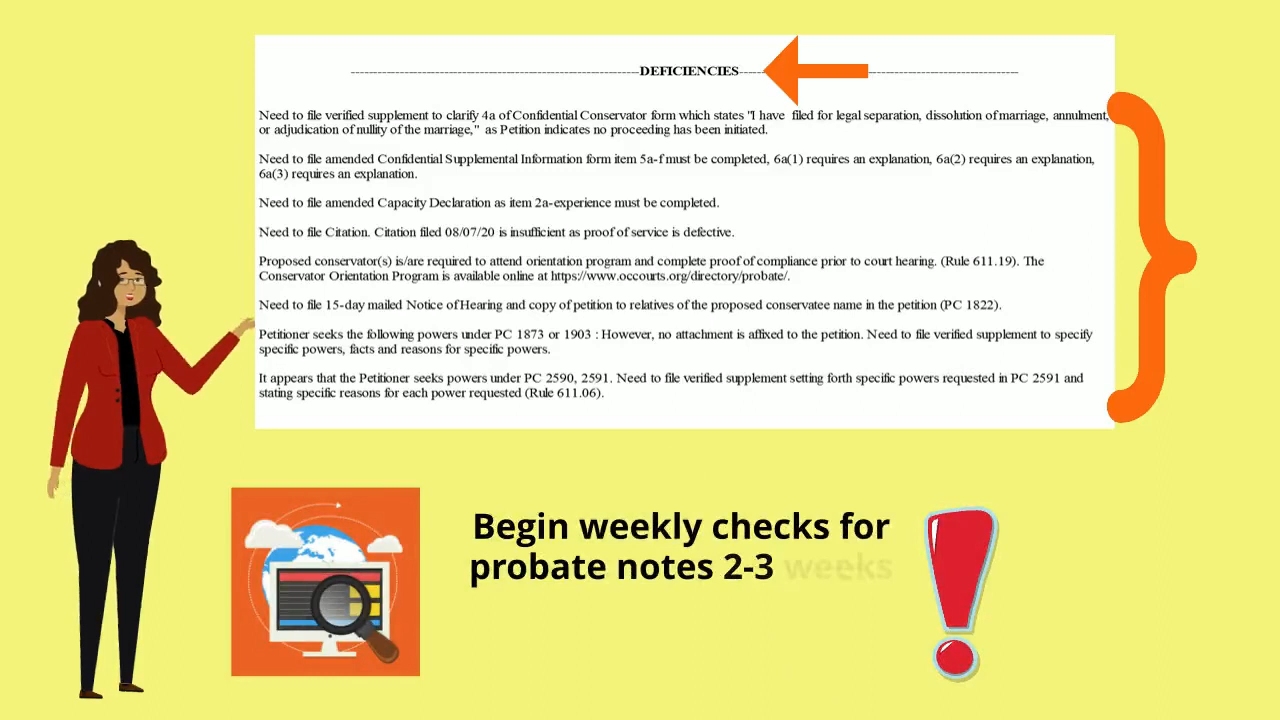 DEFICIENCIES
Need to file verified supplement to clarify 4a of Confidential Conservator form which states "I have filed for legal separation, dissolution of marriage, annulment,
or adjudication of nullity of the marriage," as Petition indicates no proceeding has been initiated.
Need to file amended Confidential Supplemental Information form item 5a-f must be completed, 6a(1) requires an explanation, 6a(2) requires an explanation,
6a(3) requires an explanation.
Need to file amended Capacity Declaration as item 2a-experience must be completed.
Need to file Citation. Citation filed 08/07/20 is insufficient as proof of service is defective.
Proposed conservator(s) is/are required to attend orientation program and complete proof of compliance prior to court hearing. (Rule 611.19). The
Conservator Orientation Program is available online at https://www.occourts.org/directory/probate/.
Need to file 15-day mailed Notice of Hearing and copy of petition to relatives of the proposed conservatee name in the petition (PC 1822).
Petitioner seeks the following powers under PC 1873 or 1903 : However, no attachment is affixed to the petition. Need to file verified supplement to specify
specific powers, facts and reasons for specific powers.
It appears that the Petitioner seeks powers under PC 2590, 2591. Need to file verified supplement setting forth specific powers requested in PC 2591 and
stating specific reasons for each power requested (Rule 611.06).
Begin weekly checks for
probate notes 2-3 weeks